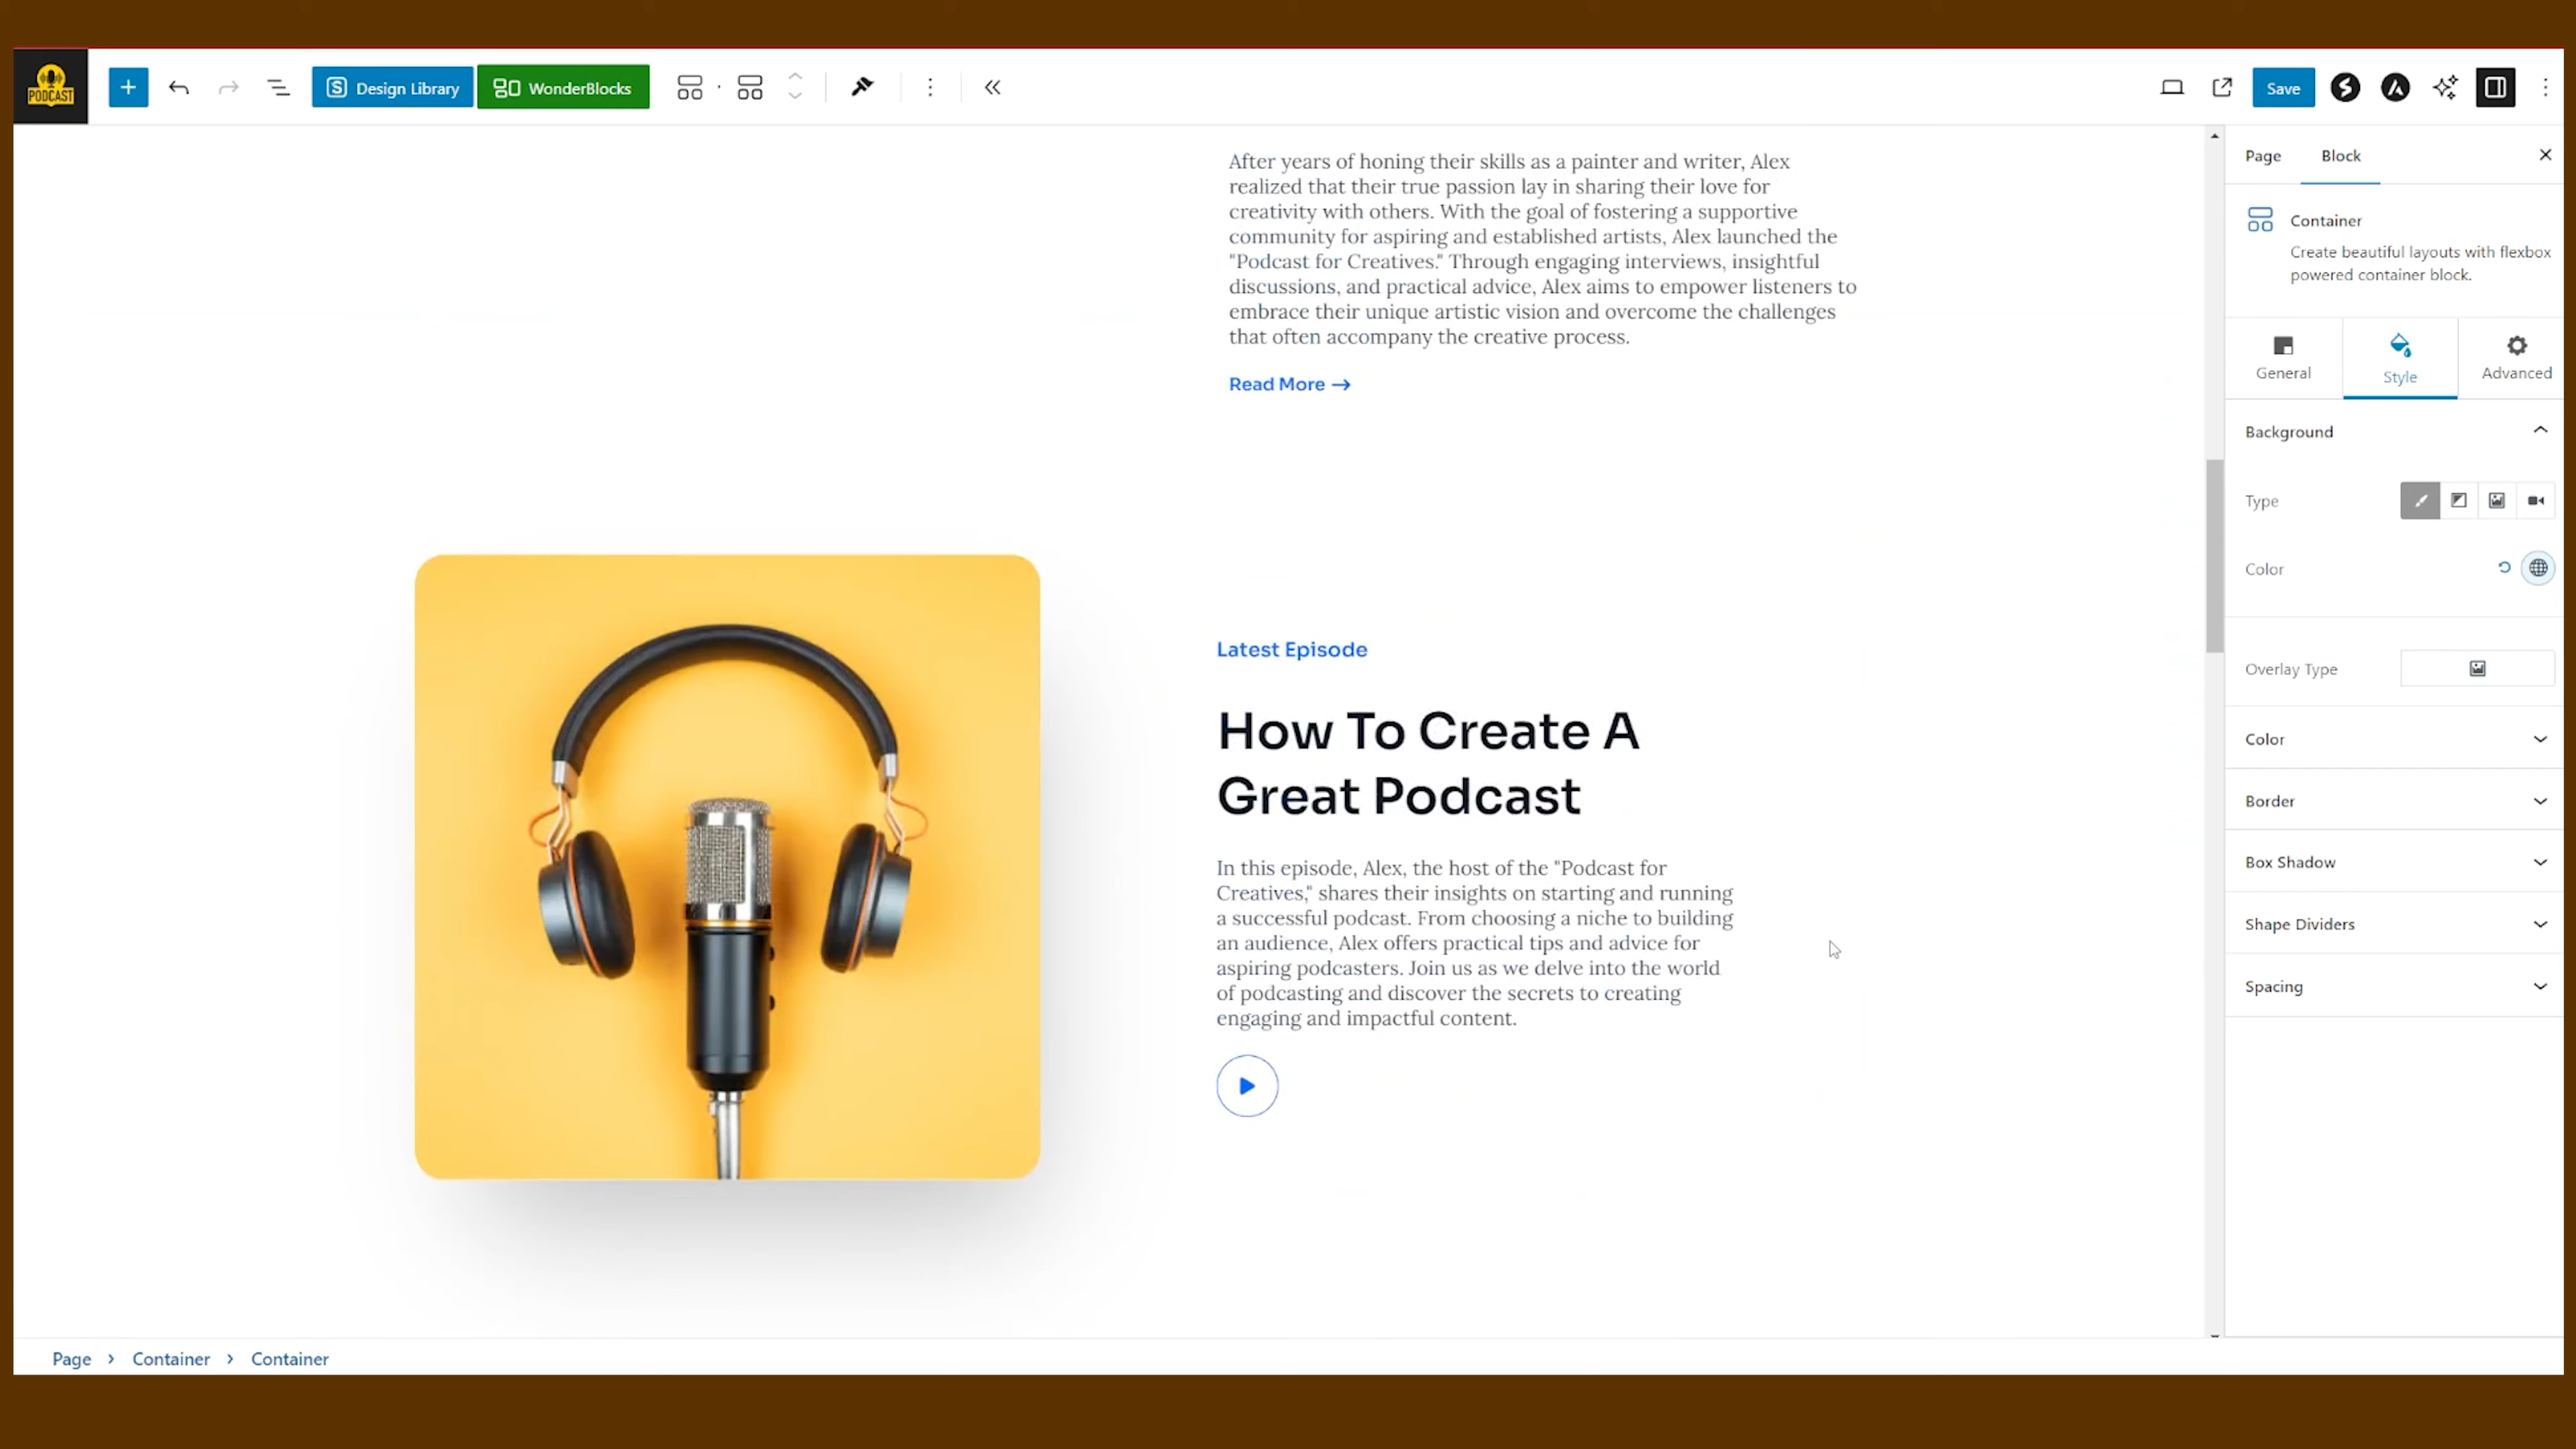 PODCAST
Design Library
WonderBlocks
Save
After years of honing their skills as a painter and writer, Alex
realized that their true passion lay in sharing their love for
creativity with others. With the goal of fostering a supportive
community for aspiring and established artists, Alex launched the
"Podcast for Creatives." Through engaging interviews, insightful
discussions, and practical advice, Alex aims to empower listeners to
embrace their unique artistic vision and overcome the challenges
that often accompany the creative process.
Read More →
Latest Episode
How To Create A
Great Podcast
In this episode, Alex, the host of the "Podcast for
Creatives," shares their insights on starting and running
a successful podcast. From choosing a niche to building
an audience, Alex offers practical tips and advice for
aspiring podcasters. Join us as we delve into the world
of podcasting and discover the secrets to creating
engaging and impactful content.
Page
Block
Container
Create beautiful layouts with flexbox
powered container block.
General
Style
Advanced
Background
Type
Color
Overlay Type
Color
Border
Box Shadow
Shape Dividers
Spacing
Page › Container › Container